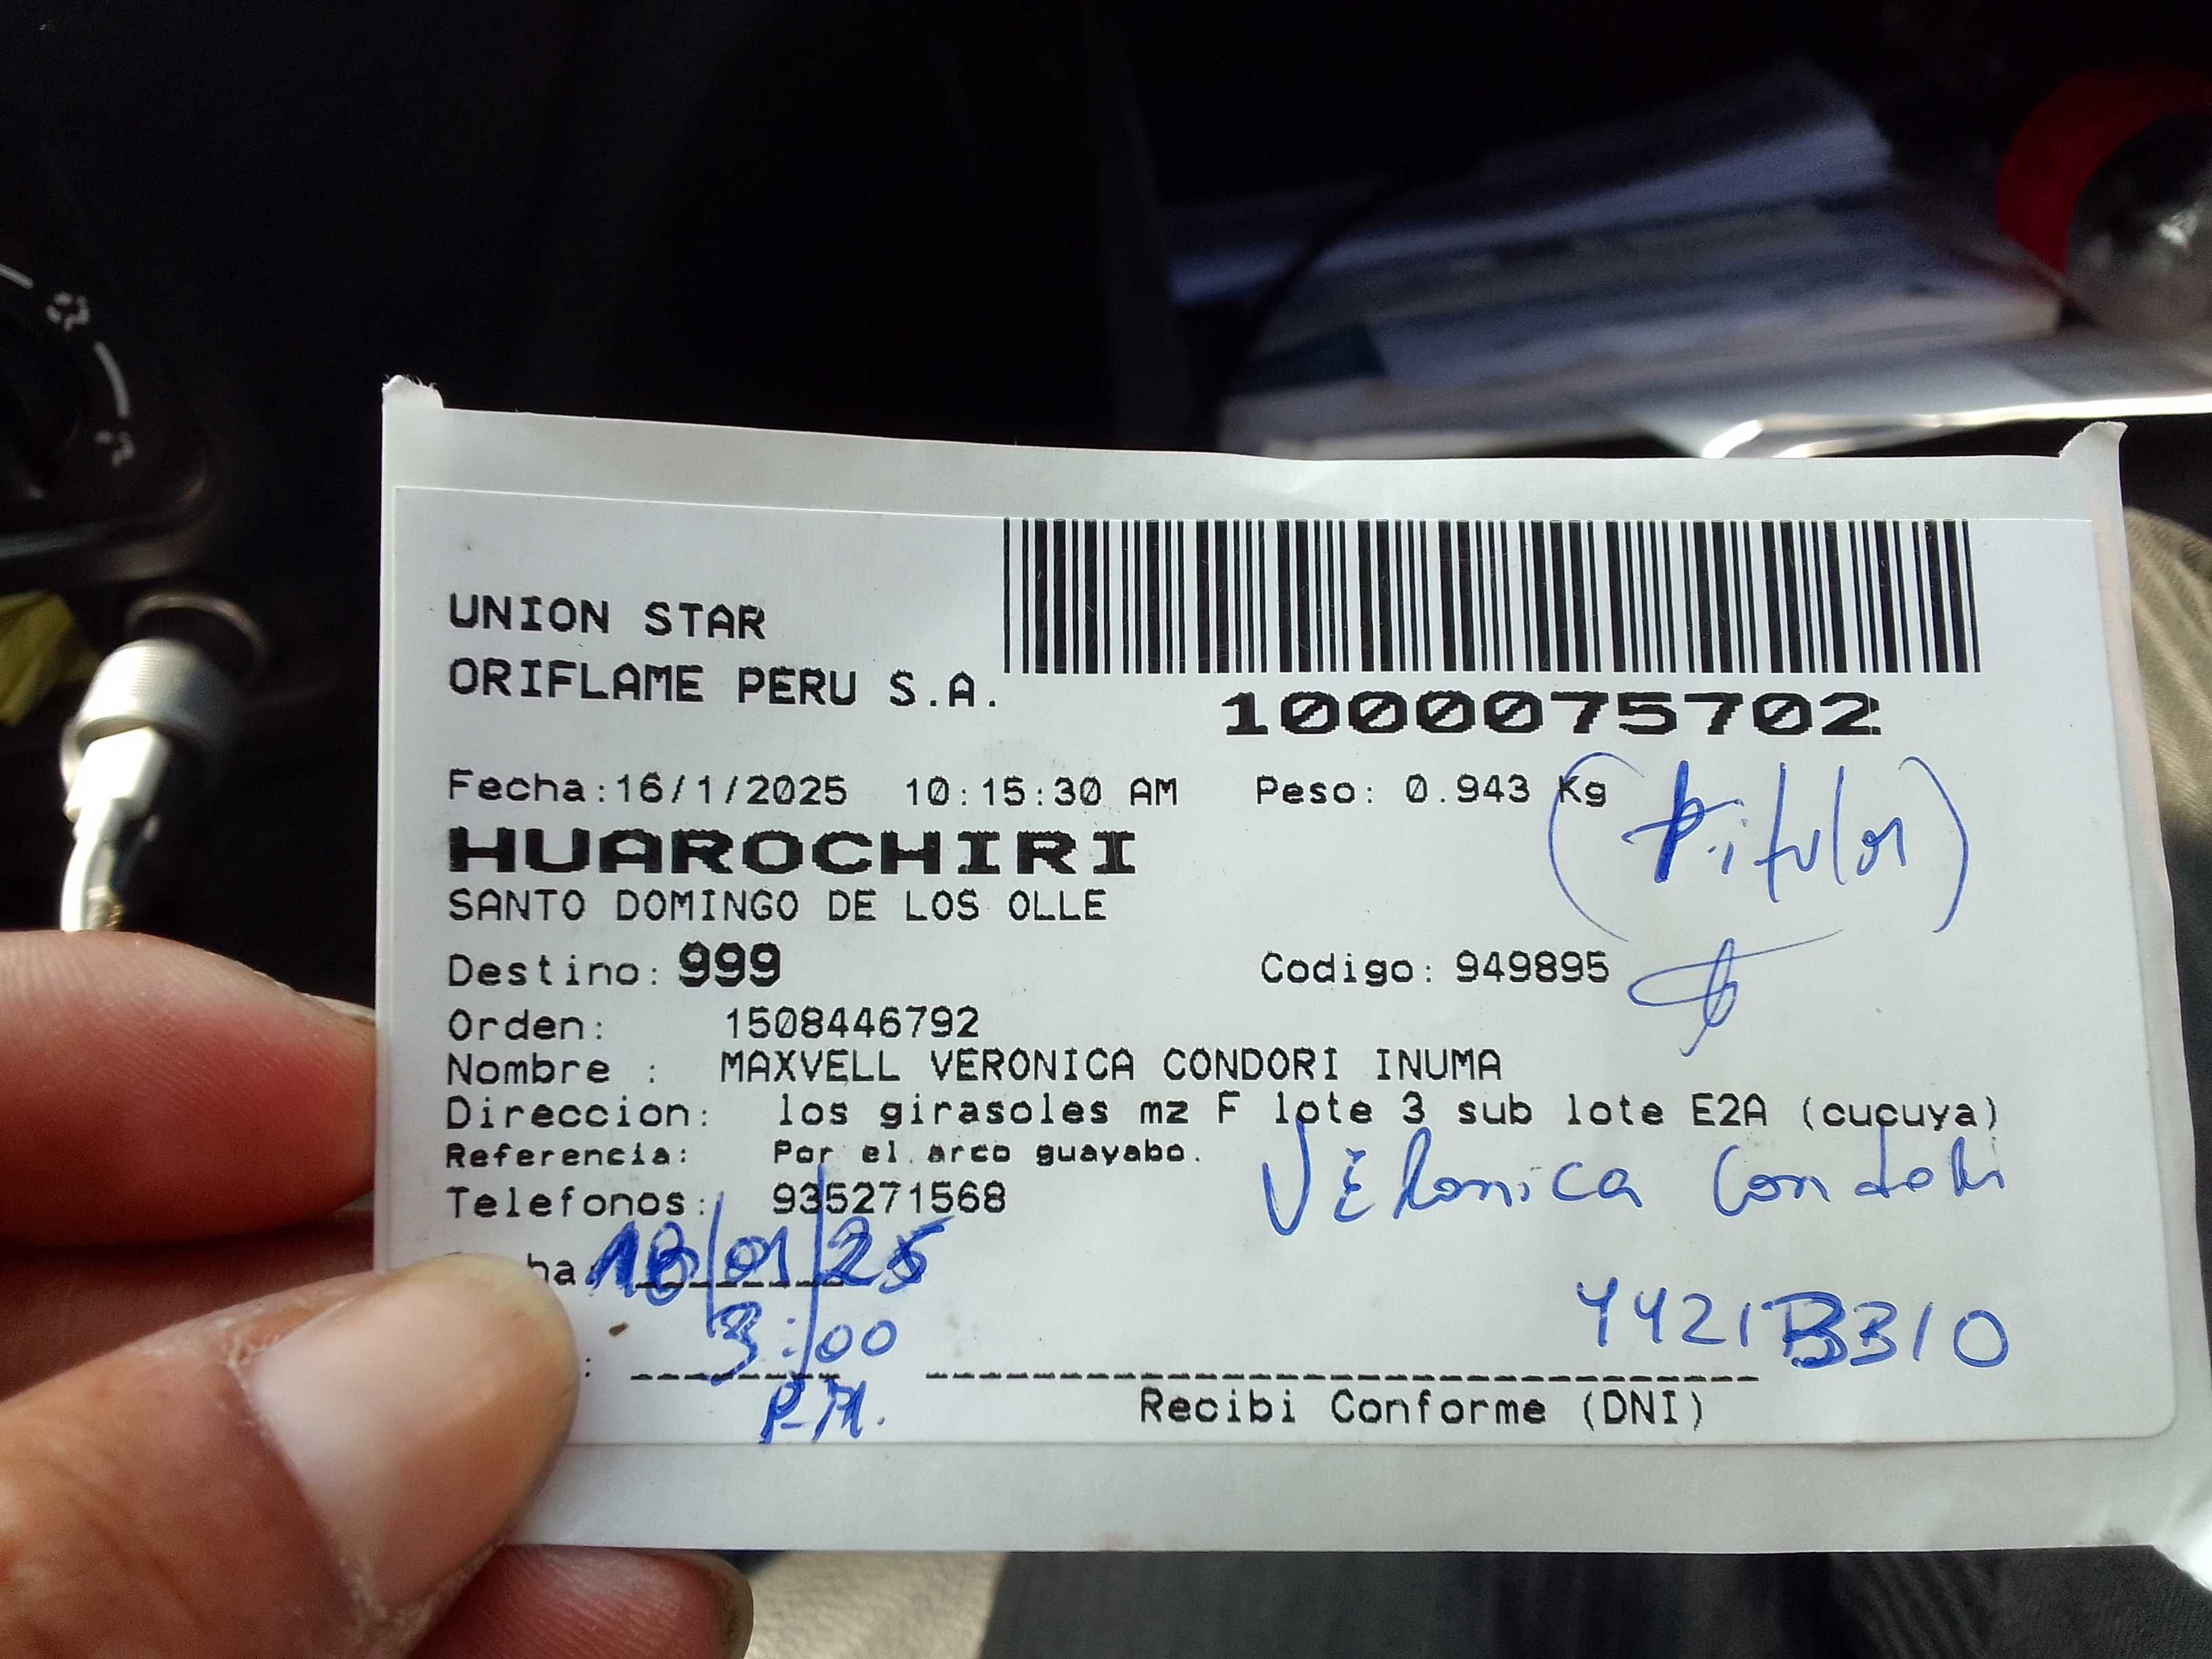 UNION STAR
ORIFLAME PERU S.A.
1000075702
Fecha:16/1/2025 10:15:30 AM Peso: 0.943 Kg
(titular)
HUAROCHIRI
SANTO DOMINGO DE LOS OLLE
Destino: 999 Codigo: 949895
Orden: 1508446792
Nombre : MAXVELL VERONICA CONDORI INUMA
Direccion: los girasoles mz F lote 3 sub lote E2A (cucuya)
Referencia: Por el arco guayabo.
Telefonos: 935271568
Veronica Condori
ha 18/01/25
: 3:00
P.M.
Recibi Conforme (DNI)